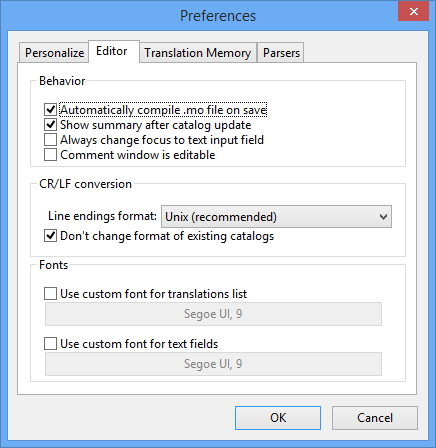 Preferences
Personalize Editor Translation Memory Parsers
Behavior
Automatically compile .mo file on save
Show summary after catalog update
Always change focus to text input field
Comment window is editable
CR/LF conversion
Line endings format: Unix (recommended)
Don't change format of existing catalogs
Fonts
Use custom font for translations list
Segoe UI, 9
Use custom font for text fields
Segoe UI, 9
OK Cancel